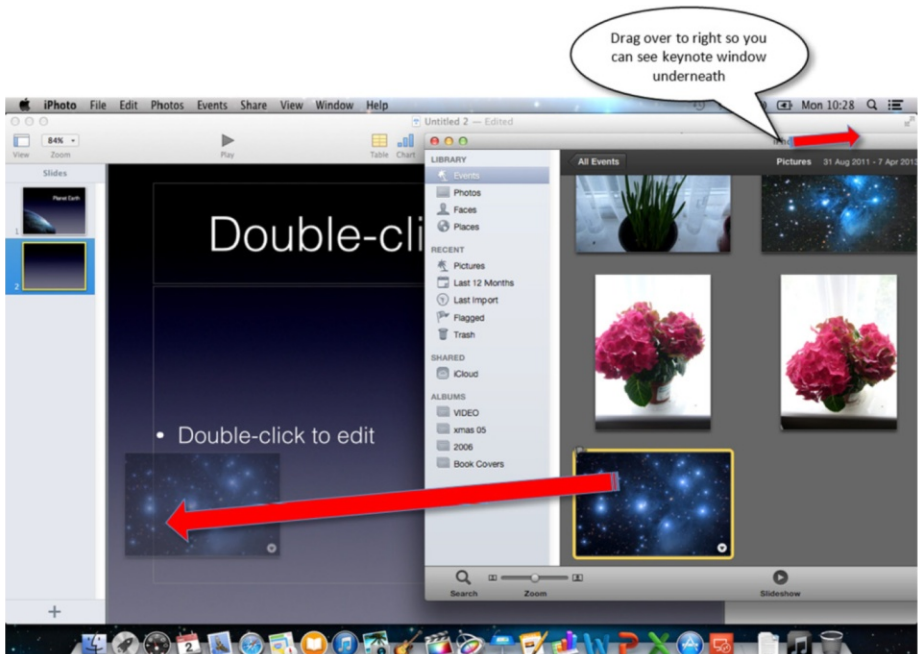 Drag over to right so you
can see keynote window
underneath
iPhoto File Edit Photos Events Share View Window Help
Mon 10:28
Untitled 2 — Edited
84%
View Zoom
Play
Table Chart
Slides
Planet Earth
1
2
Double-cli
Double-click to edit
LIBRARY
Events
Photos
Faces
Places
RECENT
Pictures
Last 12 Months
Last Import
Flagged
Trash
SHARED
iCloud
ALBUMS
VIDEO
xmas 05
2006
Book Covers
All Events
Pictures 31 Aug 2011 - 7 Apr 2013
Search
Zoom
Slideshow
2